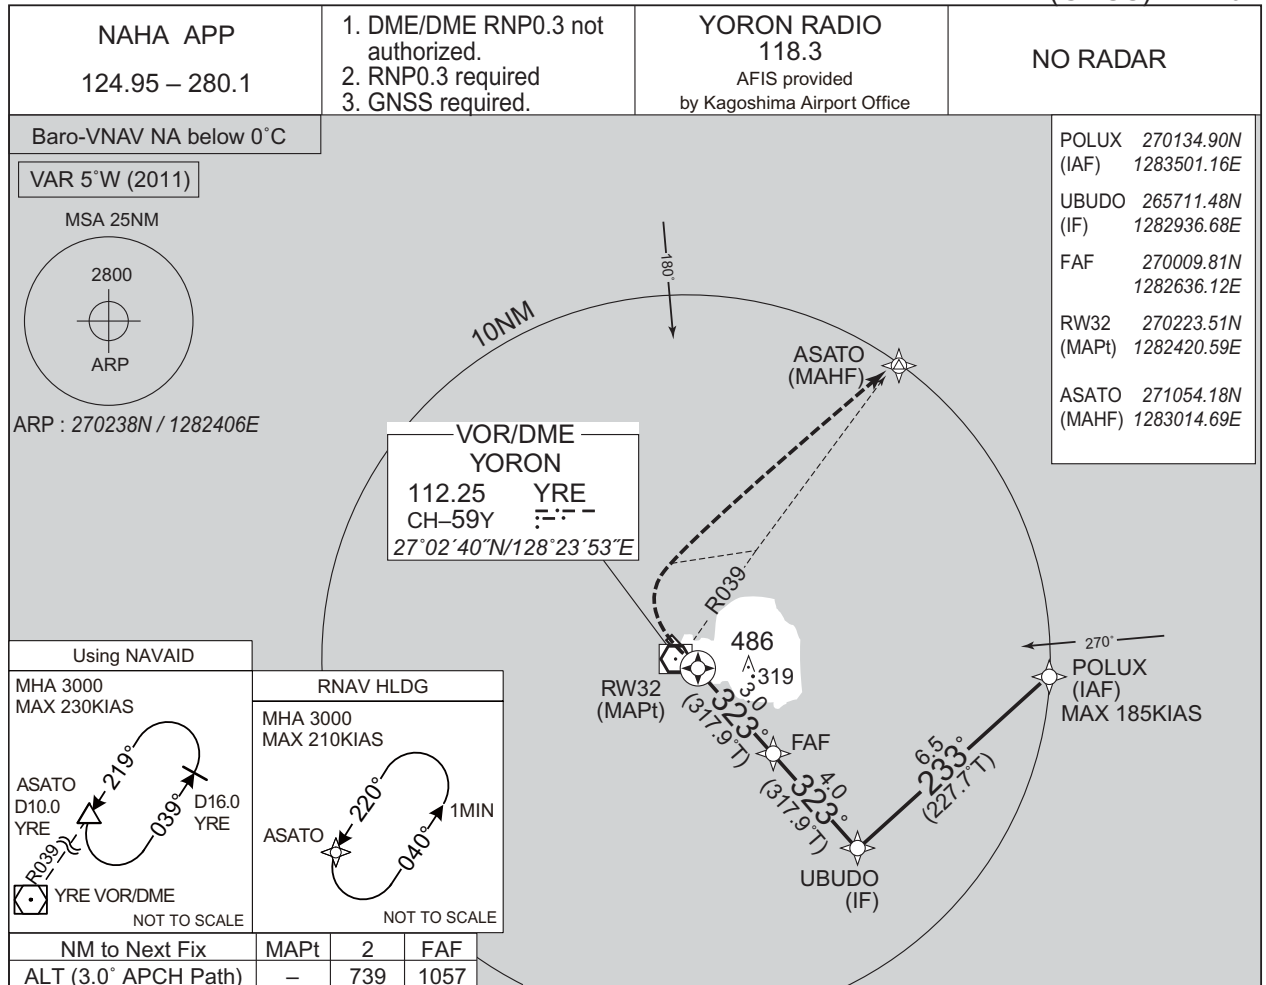 NAHA APP
124.95 – 280.1
1. DME/DME RNP0.3 not
authorized.
2. RNP0.3 required
3. GNSS required.
YORON RADIO
118.3
AFIS provided
by Kagoshima Airport Office
NO RADAR
Baro-VNAV NA below 0˚C
VAR 5˚W (2011)
MSA 25NM
2800
ARP
ARP : 270238N / 1282406E
POLUX 270134.90N
(IAF) 1283501.16E
UBUDO 265711.48N
(IF) 1282936.68E
FAF 270009.81N
1282636.12E
RW32 270223.51N
(MAPt) 1282420.59E
ASATO 271054.18N
(MAHF) 1283014.69E
180˚
10NM
ASATO
(MAHF)
VOR/DME
YORON
112.25 YRE
CH–59Y
27˚02´40˝N/128˚23´53˝E
R039
486
319
RW32
(MAPt)
3.0
323˚
(317.9˚T)
FAF
4.0
323˚
(317.9˚T)
UBUDO
(IF)
6.5
233˚
(227.7˚T)
270˚
POLUX
(IAF)
MAX 185KIAS
Using NAVAID
MHA 3000
MAX 230KIAS
219˚
039˚
ASATO
D10.0
YRE
D16.0
YRE
R039
YRE VOR/DME
NOT TO SCALE
RNAV HLDG
MHA 3000
MAX 210KIAS
220˚
040˚
1MIN
ASATO
NOT TO SCALE
NM to Next Fix MAPt 2 FAF
ALT (3.0˚ APCH Path) – 739 1057